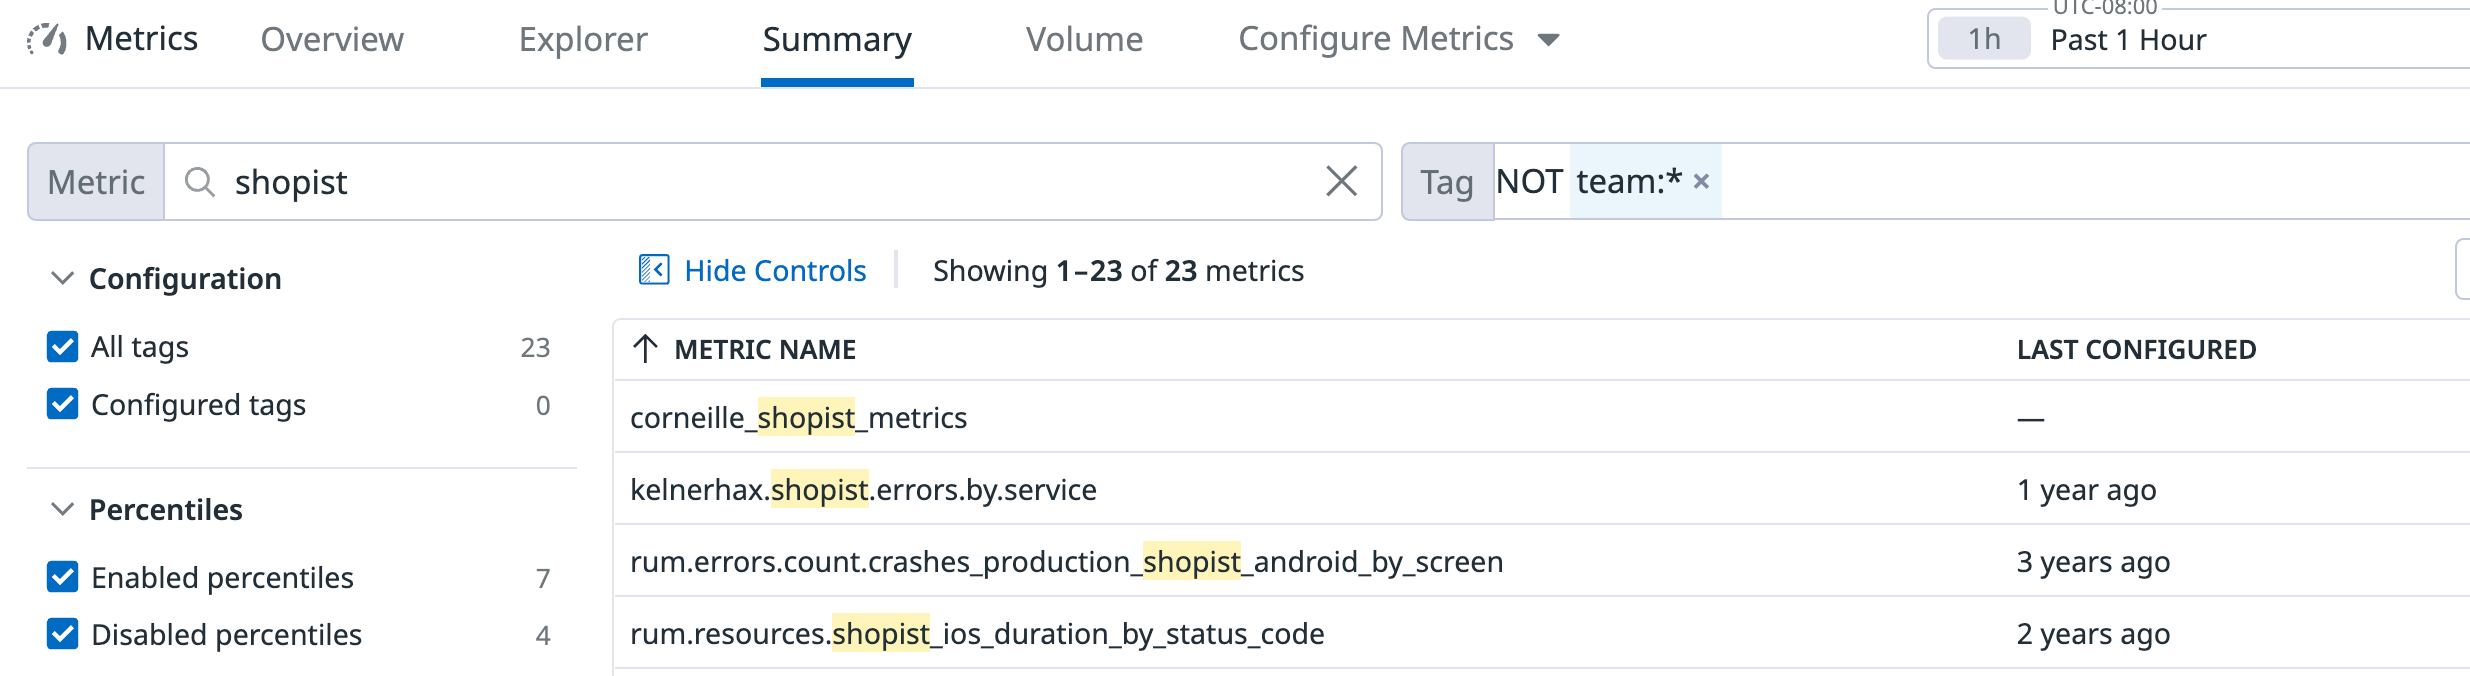 Metrics Overview Explorer Summary Volume Configure Metrics UTC-08:00
1h Past 1 Hour
Metric shopist Tag NOT team:* ×
Configuration
All tags 23
Configured tags 0
Percentiles
Enabled percentiles 7
Disabled percentiles 4
Hide Controls Showing 1–23 of 23 metrics
METRIC NAME LAST CONFIGURED
corneille_shopist_metrics —
kelnerhax.shopist.errors.by.service 1 year ago
rum.errors.count.crashes_production_shopist_android_by_screen 3 years ago
rum.resources.shopist_ios_duration_by_status_code 2 years ago